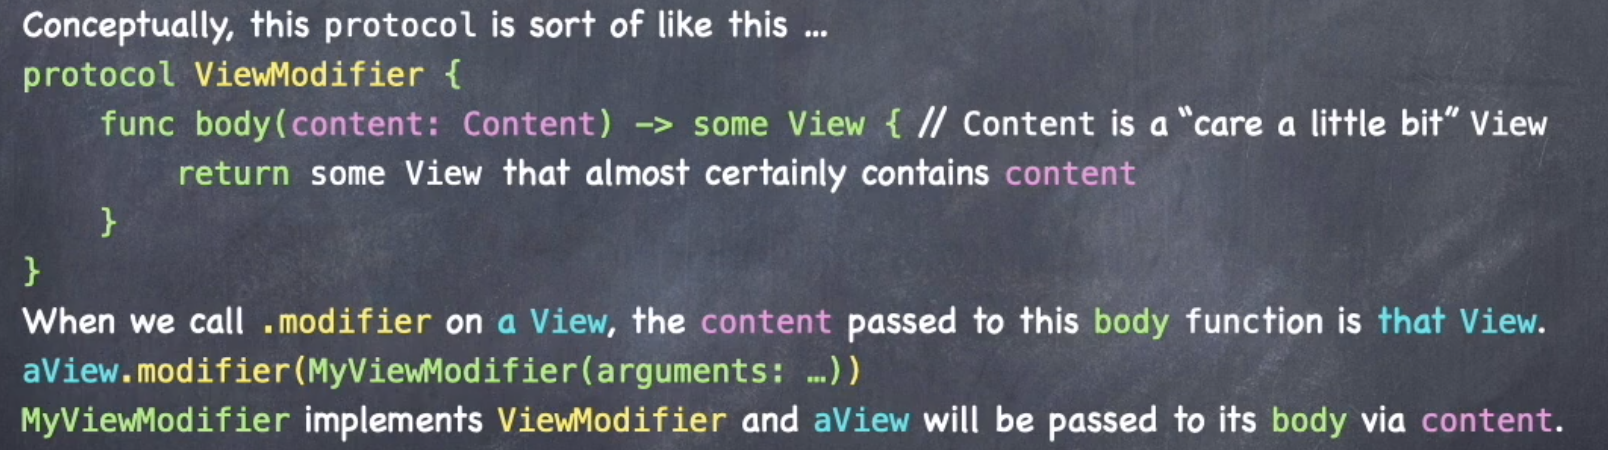 Conceptually, this protocol is sort of like this …
protocol ViewModifier {
    func body(content: Content) -> some View { // Content is a “care a little bit” View
        return some View that almost certainly contains content
    }
}
When we call .modifier on a View, the content passed to this body function is that View.
aView.modifier(MyViewModifier(arguments: …))
MyViewModifier implements ViewModifier and aView will be passed to its body via content.